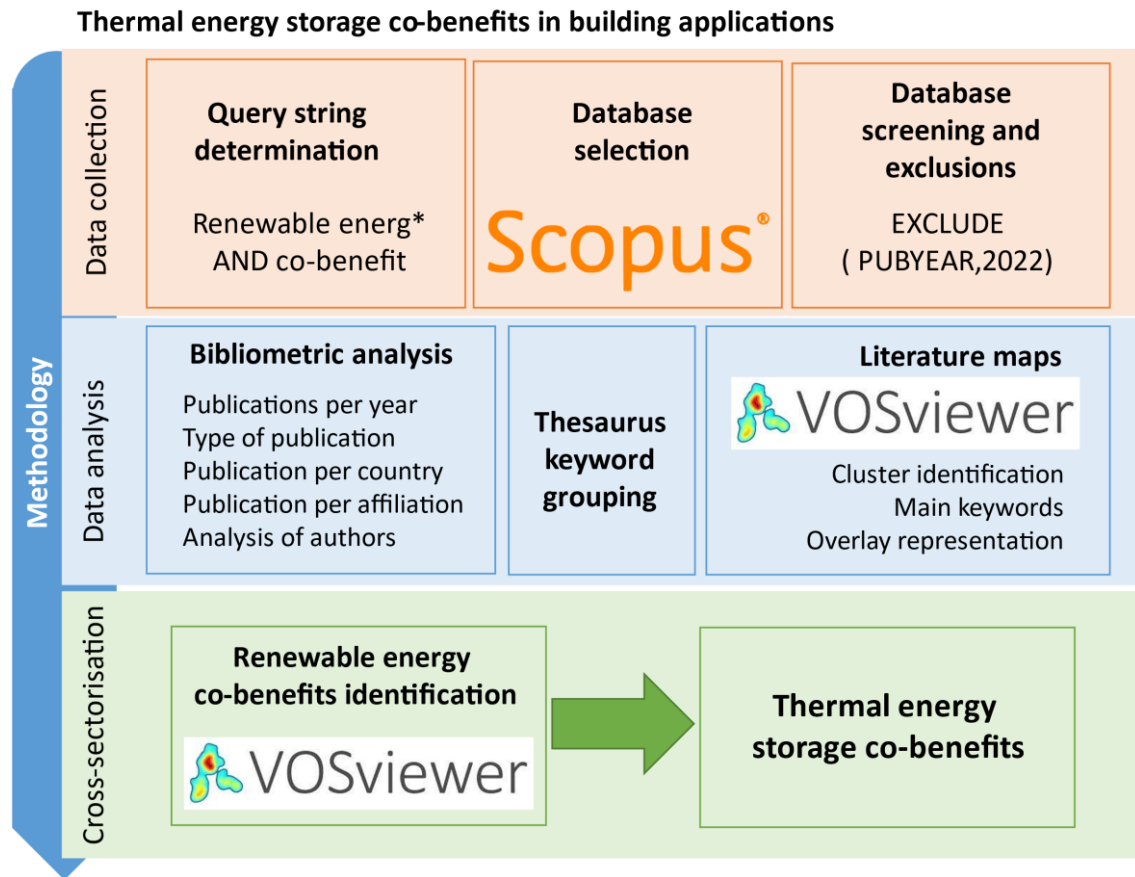 Thermal energy storage co-benefits in building applications
Methodology
Data collection
Query string
determination
Renewable energ*
AND co-benefit
Database
selection
Scopus®
Database
screening and
exclusions
EXCLUDE
( PUBYEAR,2022)
Data analysis
Bibliometric analysis
Publications per year
Type of publication
Publication per country
Publication per affiliation
Analysis of authors
Thesaurus
keyword
grouping
Literature maps
VOSviewer
Cluster identification
Main keywords
Overlay representation
Cross-sectorisation
Renewable energy
co-benefits identification
VOSviewer
Thermal energy
storage co-benefits